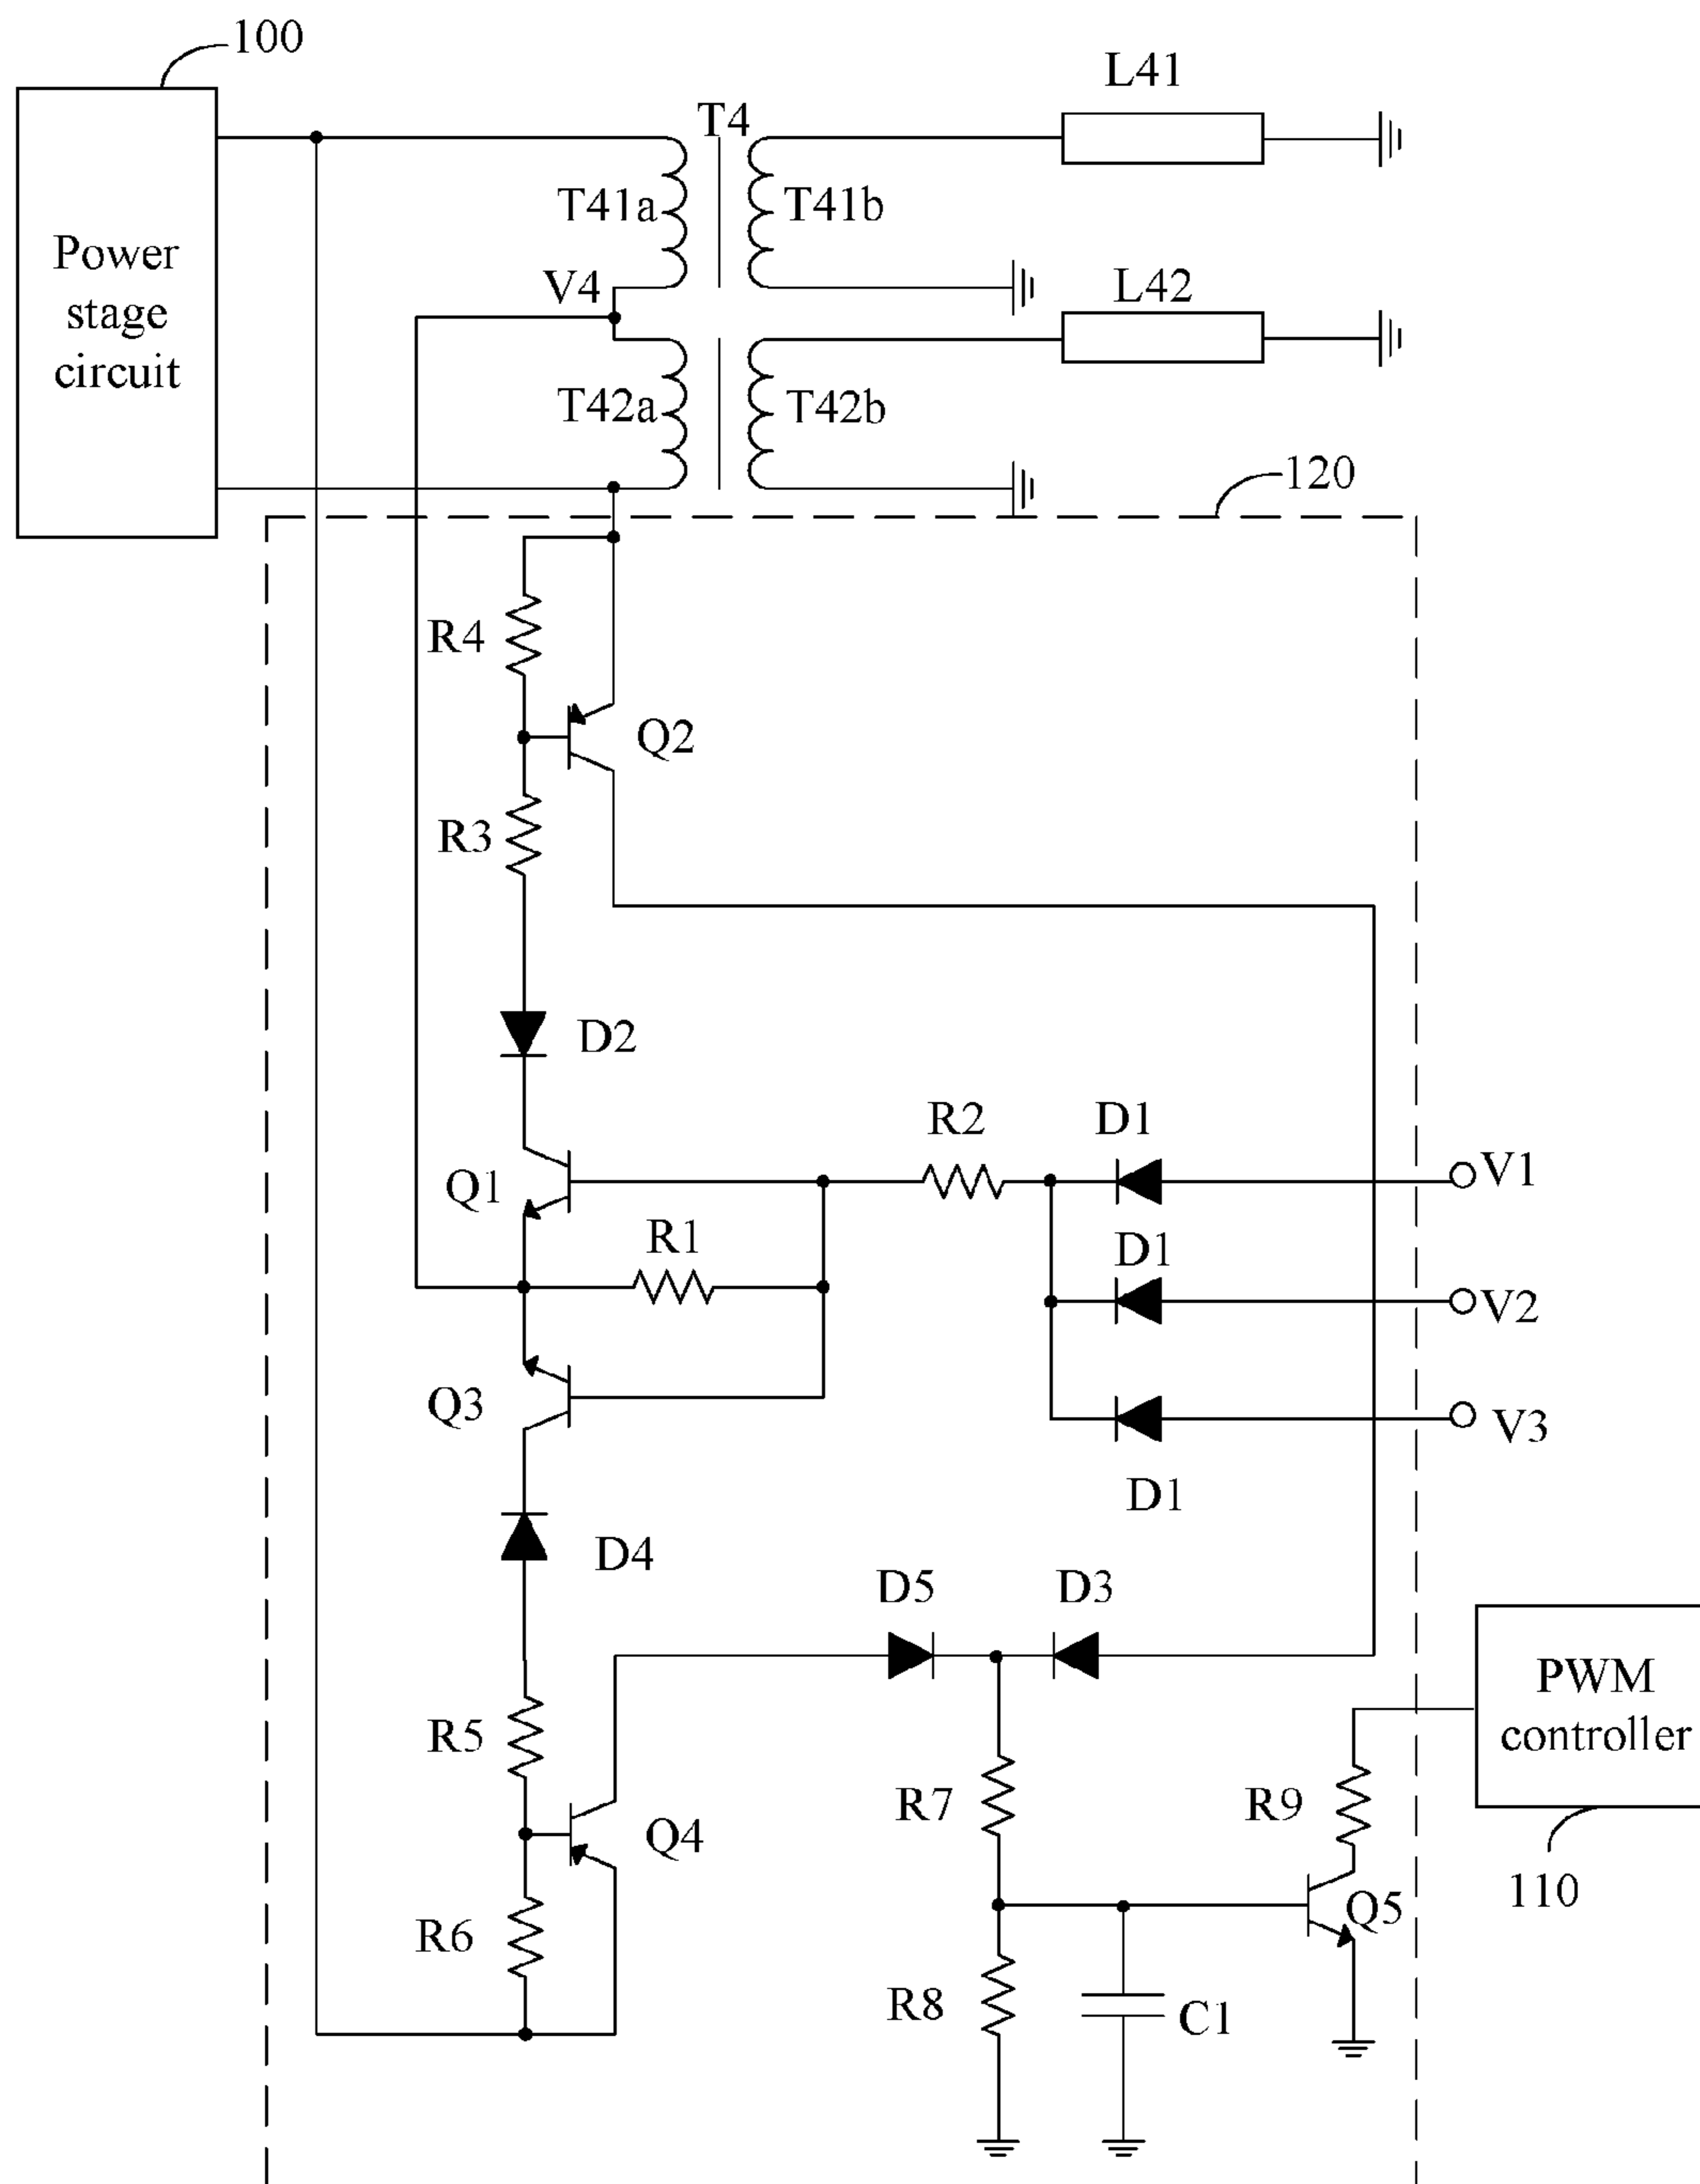 100
L41
T4
Power
stage
circuit
T41a
T41b
V4
L42
T42a
T42b
120
R4
Q2
R3
D2
R2
D1
V1
Q1
R1
D1
V2
Q3
V3
D1
D4
D5
D3
R5
PWM
controller
R7
R9
Q4
110
Q5
R6
R8
C1